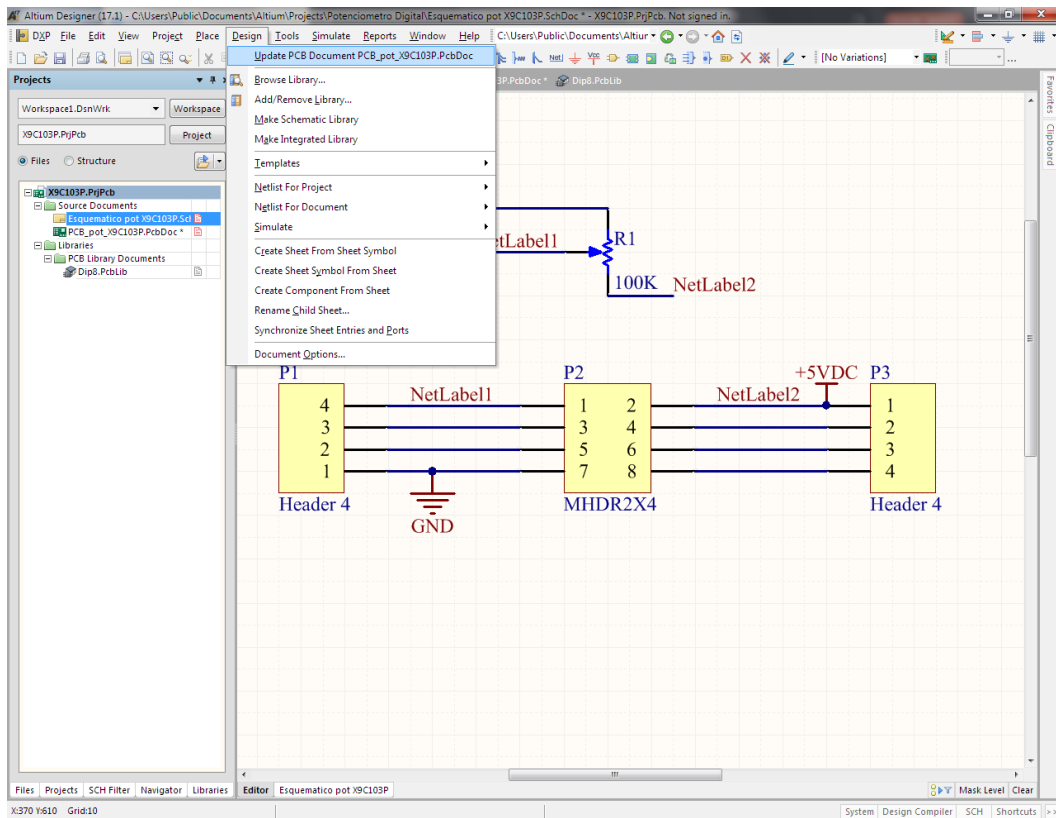 Altium Designer (17.1) - C:\Users\Public\Documents\Altium\Projects\Potenciometro Digital\Esquematico pot X9C103P.SchDoc * - X9C103P.PrjPcb. Not signed in.
DXP File Edit View Project Place Design Tools Simulate Reports Window Help C:\Users\Public\Documents\Altiur
[No Variations] ...
Projects
3P.PcbDoc * Dip8.PcbLib
Workspace1.DsnWrk Workspace
X9C103P.PrjPcb Project
Files Structure
X9C103P.PrjPcb
Source Documents
Esquematico pot X9C103P.Scl
PCB_pot_X9C103P.PcbDoc *
Libraries
PCB Library Documents
Dip8.PcbLib
Update PCB Document PCB_pot_X9C103P.PcbDoc
Browse Library...
Add/Remove Library...
Make Schematic Library
Make Integrated Library
Templates
Netlist For Project
Netlist For Document
Simulate
Create Sheet From Sheet Symbol
Create Sheet Symbol From Sheet
Create Component From Sheet
Rename Child Sheet...
Synchronize Sheet Entries and Ports
Document Options...
Favorites
Clipboard
etLabel1 R1
100K NetLabel2
P1 P2 +5VDC P3
NetLabel1 NetLabel2
4 1 2 1
3 3 4 2
2 5 6 3
1 7 8 4
Header 4 MHDR2X4 Header 4
GND
Files Projects SCH Filter Navigator Libraries Editor Esquematico pot X9C103P Mask Level Clear
X:370 Y:610 Grid:10 System Design Compiler SCH Shortcuts >>